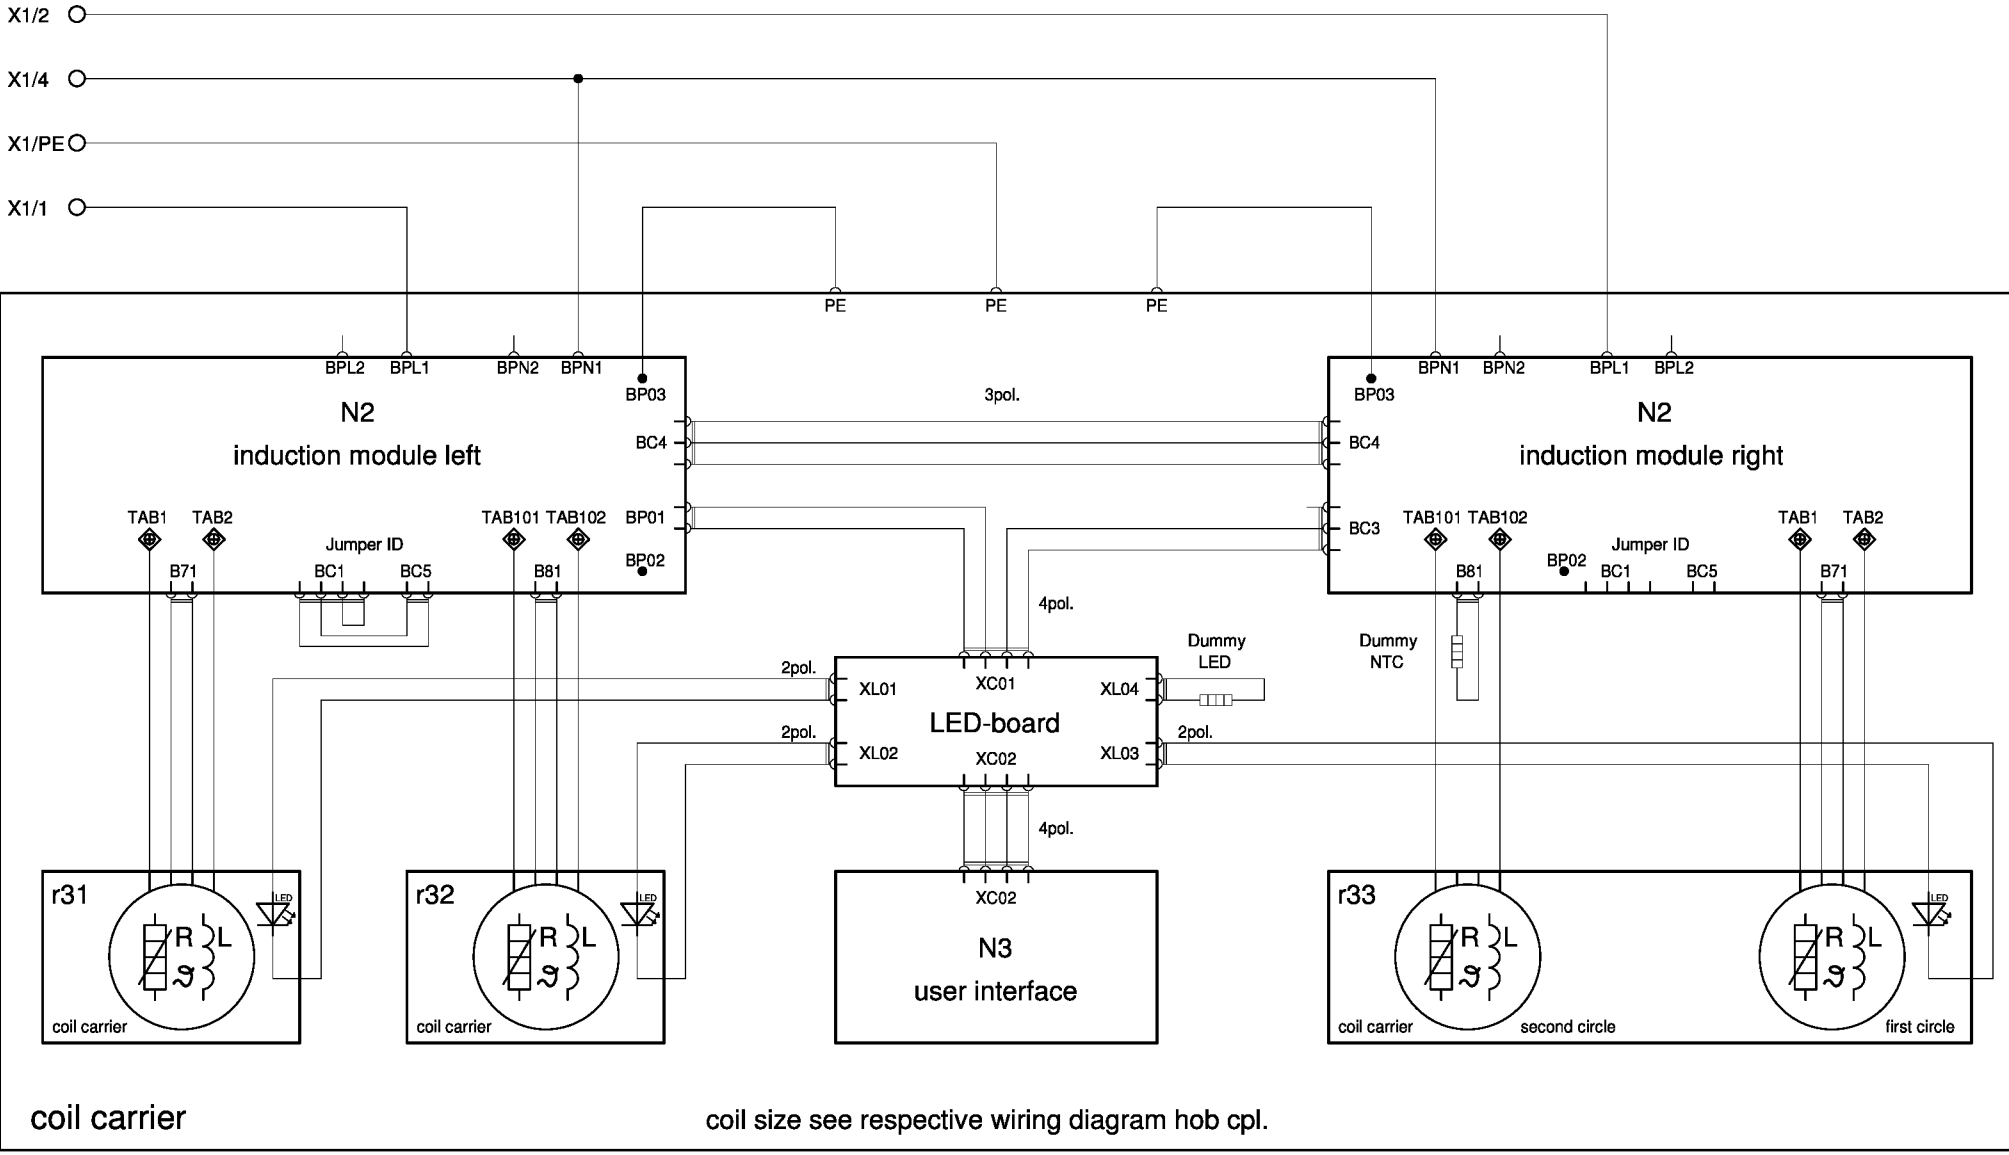 X1/2
X1/4
X1/PE
X1/1
PE PE PE
BPL2 BPL1 BPN2 BPN1
BPN1 BPN2 BPL1 BPL2
BP03
3pol.
BP03
N2
induction module left
BC4
BC4
N2
induction module right
TAB1 TAB2
TAB101 TAB102
BP01
BC3
TAB101 TAB102
TAB1 TAB2
Jumper ID
BP02
BP02
Jumper ID
B71
BC1
BC5
B81
B81
BC1
BC5
B71
4pol.
Dummy
LED
Dummy
NTC
2pol.
XL01
XC01
XL04
LED-board
2pol.
XL02
XC02
XL03
2pol.
4pol.
r31
LED
R L
ϑ
coil carrier
r32
LED
R L
ϑ
coil carrier
XC02
N3
user interface
r33
R L
ϑ
R L
ϑ
LED
coil carrier
second circle
first circle
coil carrier
coil size see respective wiring diagram hob cpl.